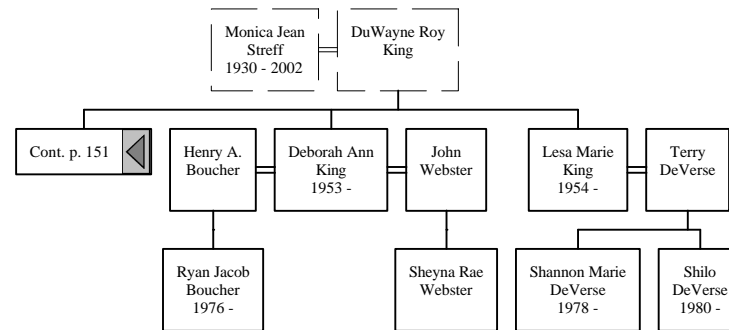 Monica Jean
Streff
1930 - 2002
DuWayne Roy
King
Cont. p. 151
Henry A.
Boucher
Deborah Ann
King
1953 -
John
Webster
Lesa Marie
King
1954 -
Terry
DeVerse
Ryan Jacob
Boucher
1976 -
Sheyna Rae
Webster
Shannon Marie
DeVerse
1978 -
Shilo
DeVerse
1980 -